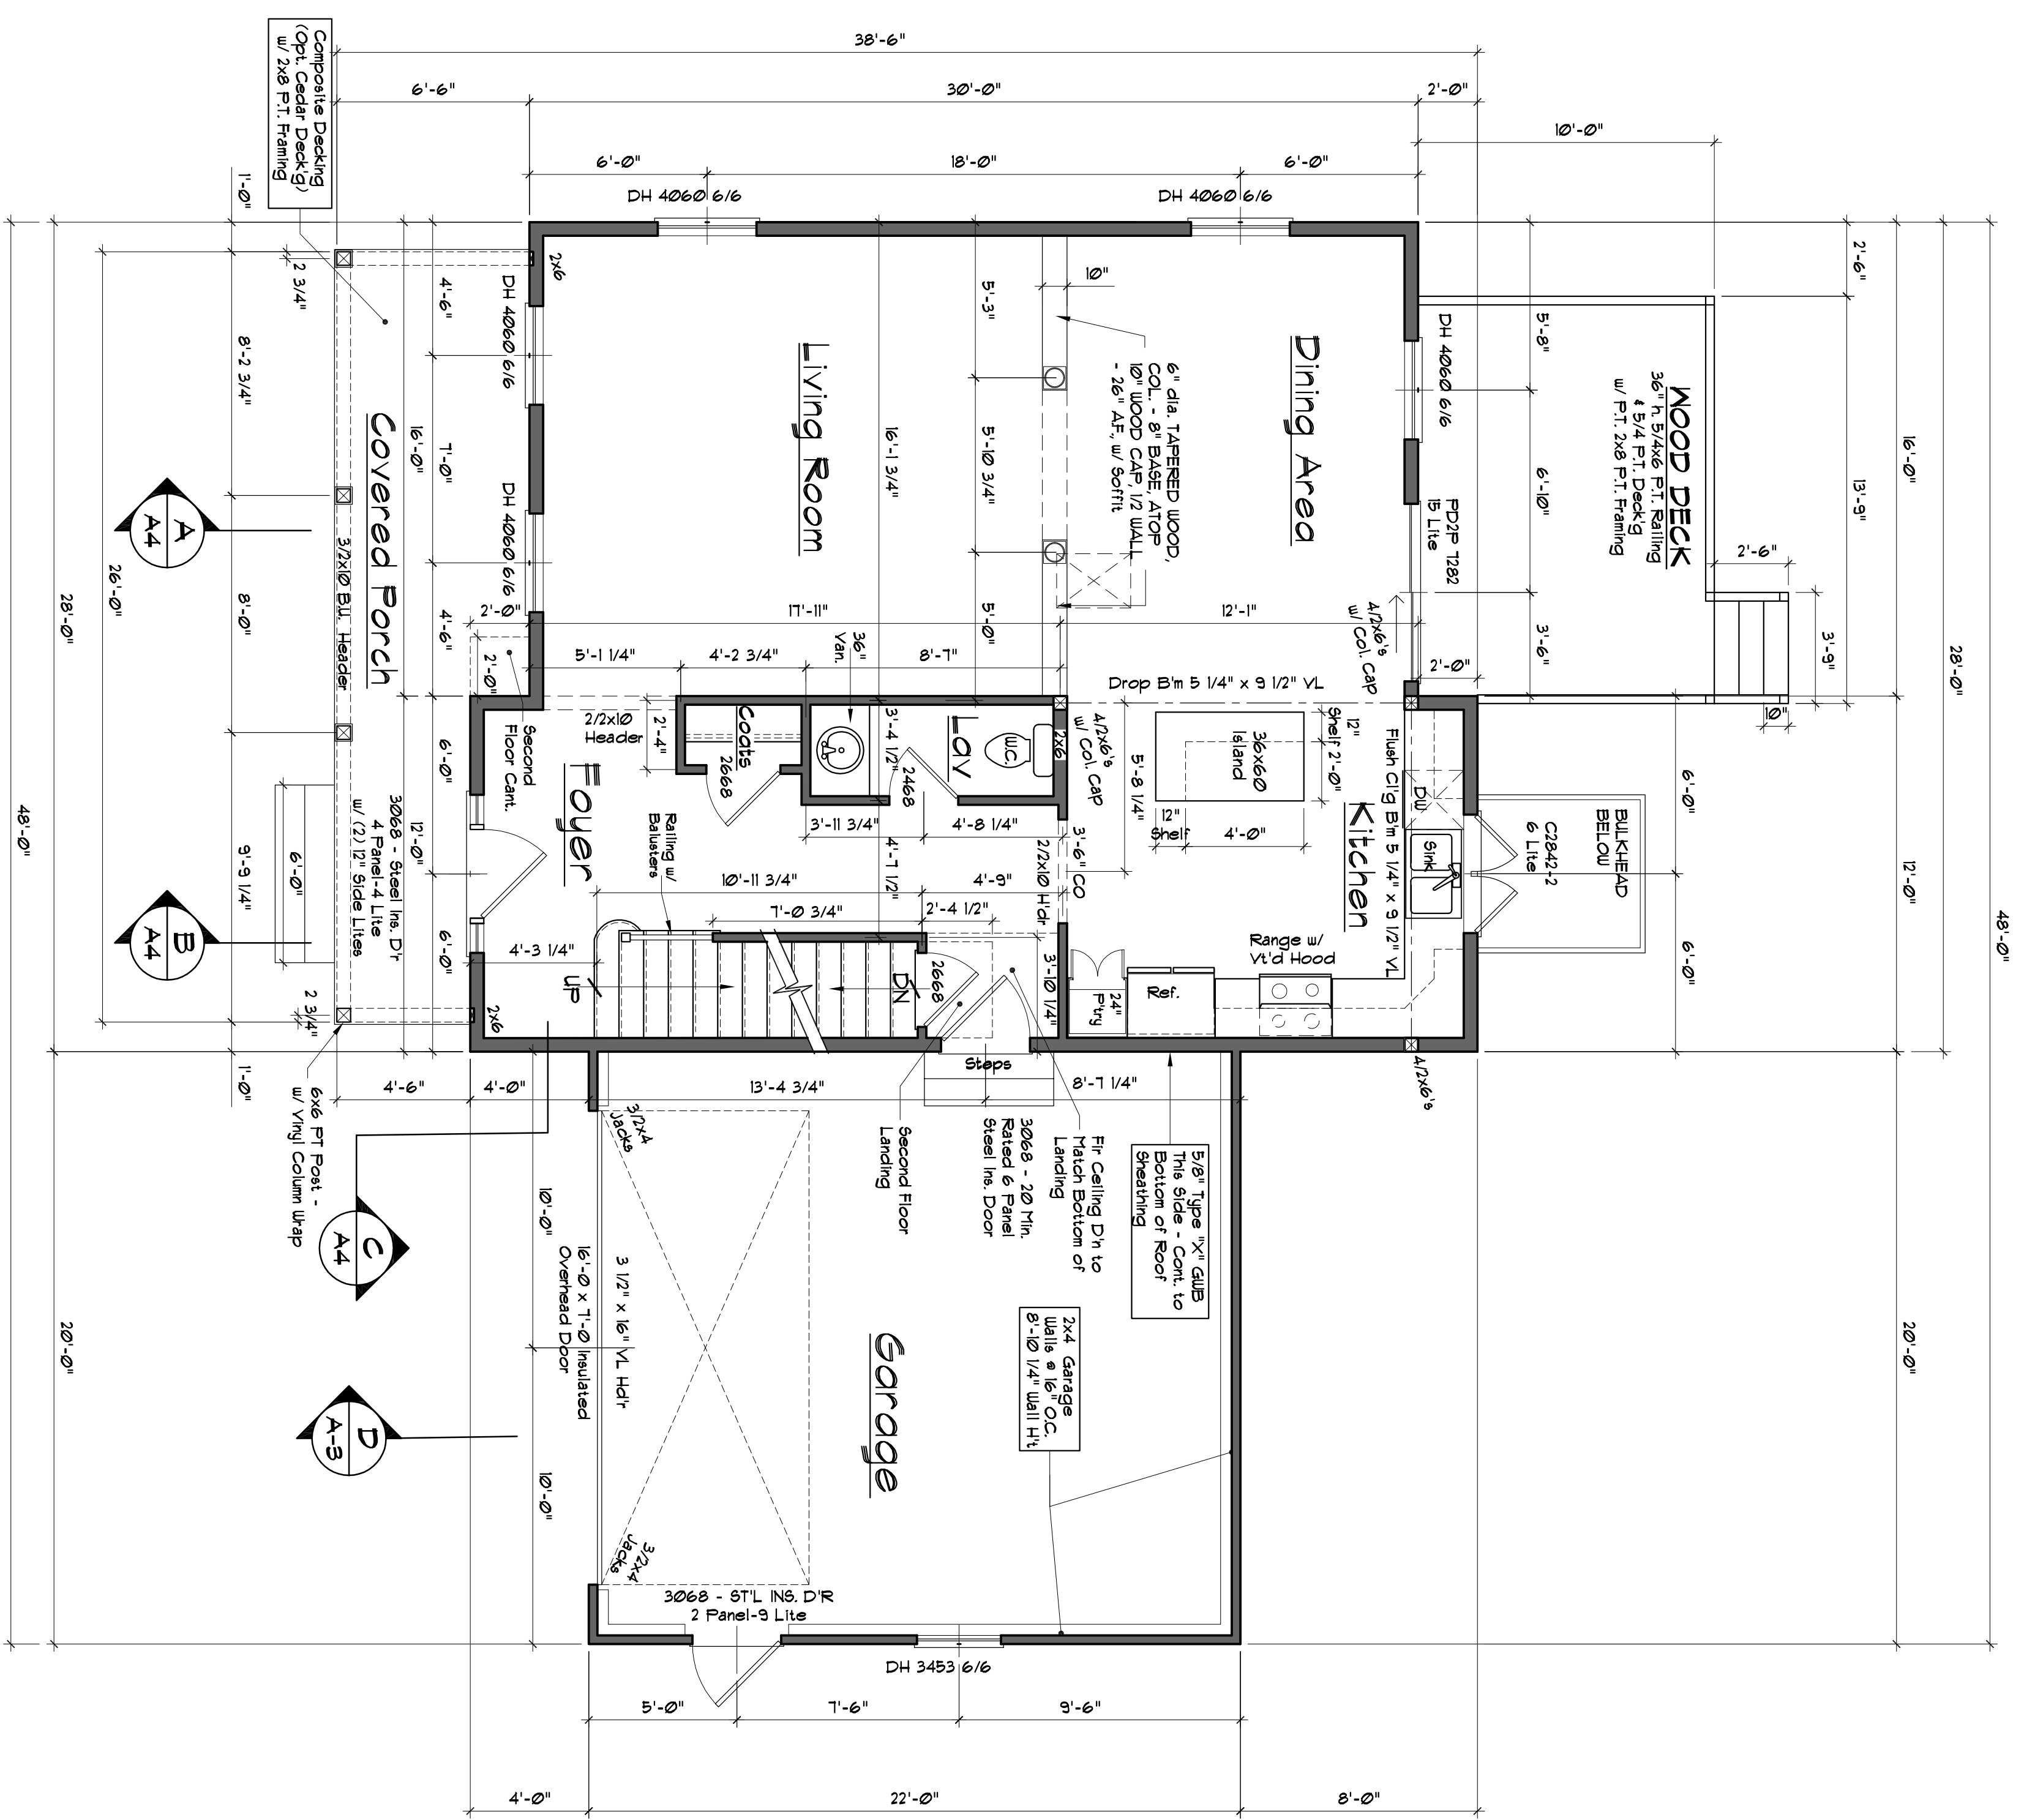 38'-6"
6'-6"
30'-0"
2'-0"
10'-0"
6'-0"
18'-0"
6'-0"
DH 4060 6/6
DH 4060 6/6
Composite Decking
(Opt. Cedar Deck'g)
w/ 2x8 P.T. Framing
1'-0"
2 3/4"
8'-2 3/4"
8'-0"
9'-9 1/4"
2 3/4"
1'-0"
26'-0"
28'-0"
20'-0"
48'-0"
4'-6"
7'-0"
4'-6"
16'-0"
12'-0"
6'-0"
6'-0"
6'-0"
2x6
DH 4060 6/6
DH 4060 6/6
Covered Porch
3/2x10 B.U. Header
A
A4
B
A4
C
A4
D
A-3
3068 - Steel Ins. D'r
4 Panel-4 Lite
w/ (2) 12" Side Lites
6x6 PT Post -
w/ Vinyl Column Wrap
Living Room
16'-1 3/4"
5'-3"
5'-10 3/4"
5'-0"
10"
6" dia. TAPERED WOOD,
COL. - 8" BASE, ATOP
10" WOOD CAP, 1/2 WALL
- 26" A.F, w/ Soffit
Dining Area
DH 4060 6/6
PD2P 7282
15 Lite
5'-8"
6'-10"
3'-6"
WOOD DECK
36" h. 5/4x6 P.T. Railing
& 5/4 P.T. Deck'g
w/ P.T. 2x8 P.T. Framing
2'-6"
3'-9"
10"
2'-6"
13'-9"
16'-0"
12'-0"
20'-0"
28'-0"
48'-0"
2'-0"
17'-11"
12'-1"
4/2x6's
w/ Col. Cap
2'-0"
2'-0"
5'-1 1/4"
4'-2 3/4"
8'-7"
36"
Van.
Drop B'm 5 1/4" x 9 1/2" VL
Second
Floor Cant.
2/2x10
Header
2'-4"
Coats
2668
3'-4 1/2"
Lav
2468
W.C.
2x6
4/2x6's
w/ Col. Cap
5'-8 1/4"
12"
Shelf
2'-0"
36x60
Island
12"
Shelf
4'-0"
Flush Cl'g B'm 5 1/4" x 9 1/2" VL
Kitchen
DW
Sink
BULKHEAD
BELOW
C2842-2
6 Lite
6'-0"
6'-0"
Foyer
Railing w/
Balusters
3'-11 3/4"
4'-8 1/4"
4'-7 1/2"
3'-6" CO
2/2x10 H'dr
10'-11 3/4"
4'-9"
7'-0 3/4"
2'-4 1/2"
4'-3 1/4"
UP
DN
2668
3'-10 1/4"
24"
P'try
Ref.
Range w/
Vt'd Hood
2x6
Steps
4/2x6's
4'-6"
4'-0"
13'-4 3/4"
8'-7 1/4"
3/2x4
Jacks
Second Floor
Landing
3068 - 20 Min.
Rated 6 Panel
Steel Ins. Door
Fir Ceiling D'n to
Match Bottom of
Landing
5/8" Type "X" GWB
This Side - Cont. to
Bottom of Roof
Sheathing
10'-0"
10'-0"
16'-0 x 7'-0 Insulated
Overhead Door
3 1/2" x 16" VL Hd'r
Garage
2x4 Garage
Walls @ 16" O.C.
8'-10 1/4" Wall H't
3/2x4
Jacks
3068 - ST'L INS. D'R
2 Panel-9 Lite
DH 3453 6/6
5'-0"
7'-6"
9'-6"
4'-0"
22'-0"
8'-0"